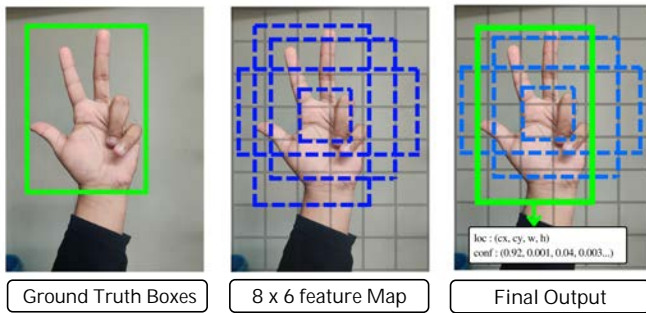 loc : (cx, cy, w, h)
conf : (0.92, 0.001, 0.04, 0.003...)
Ground Truth Boxes
8 x 6 feature Map
Final Output